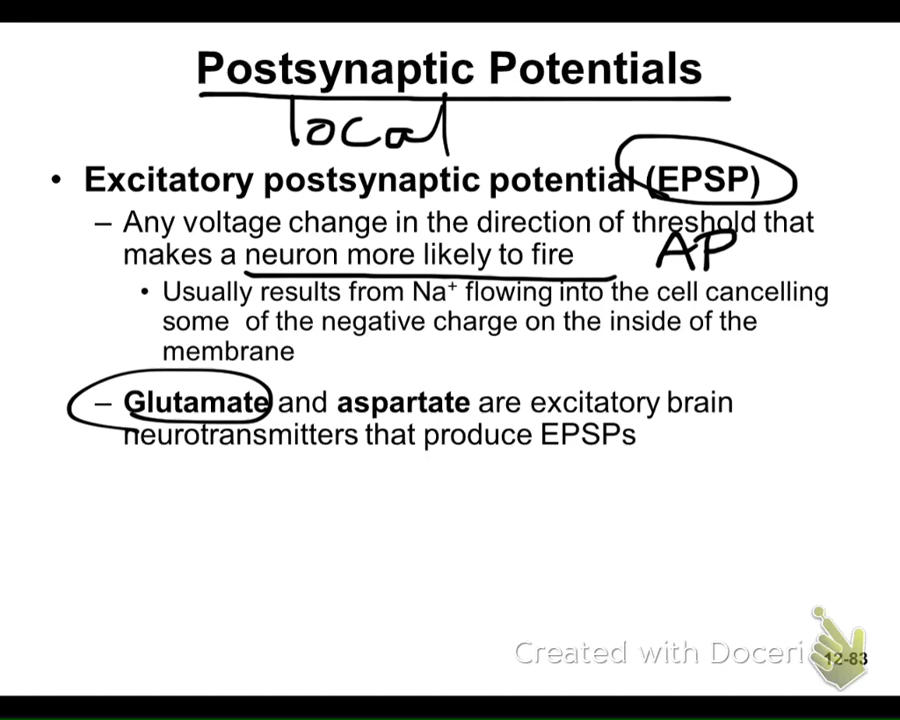 Postsynaptic Potentials
local
• Excitatory postsynaptic potential (EPSP)
– Any voltage change in the direction of threshold that
makes a neuron more likely to fire AP
• Usually results from Na⁺ flowing into the cell cancelling
some of the negative charge on the inside of the
membrane
– Glutamate and aspartate are excitatory brain
neurotransmitters that produce EPSPs
Created with Doceri
12-83